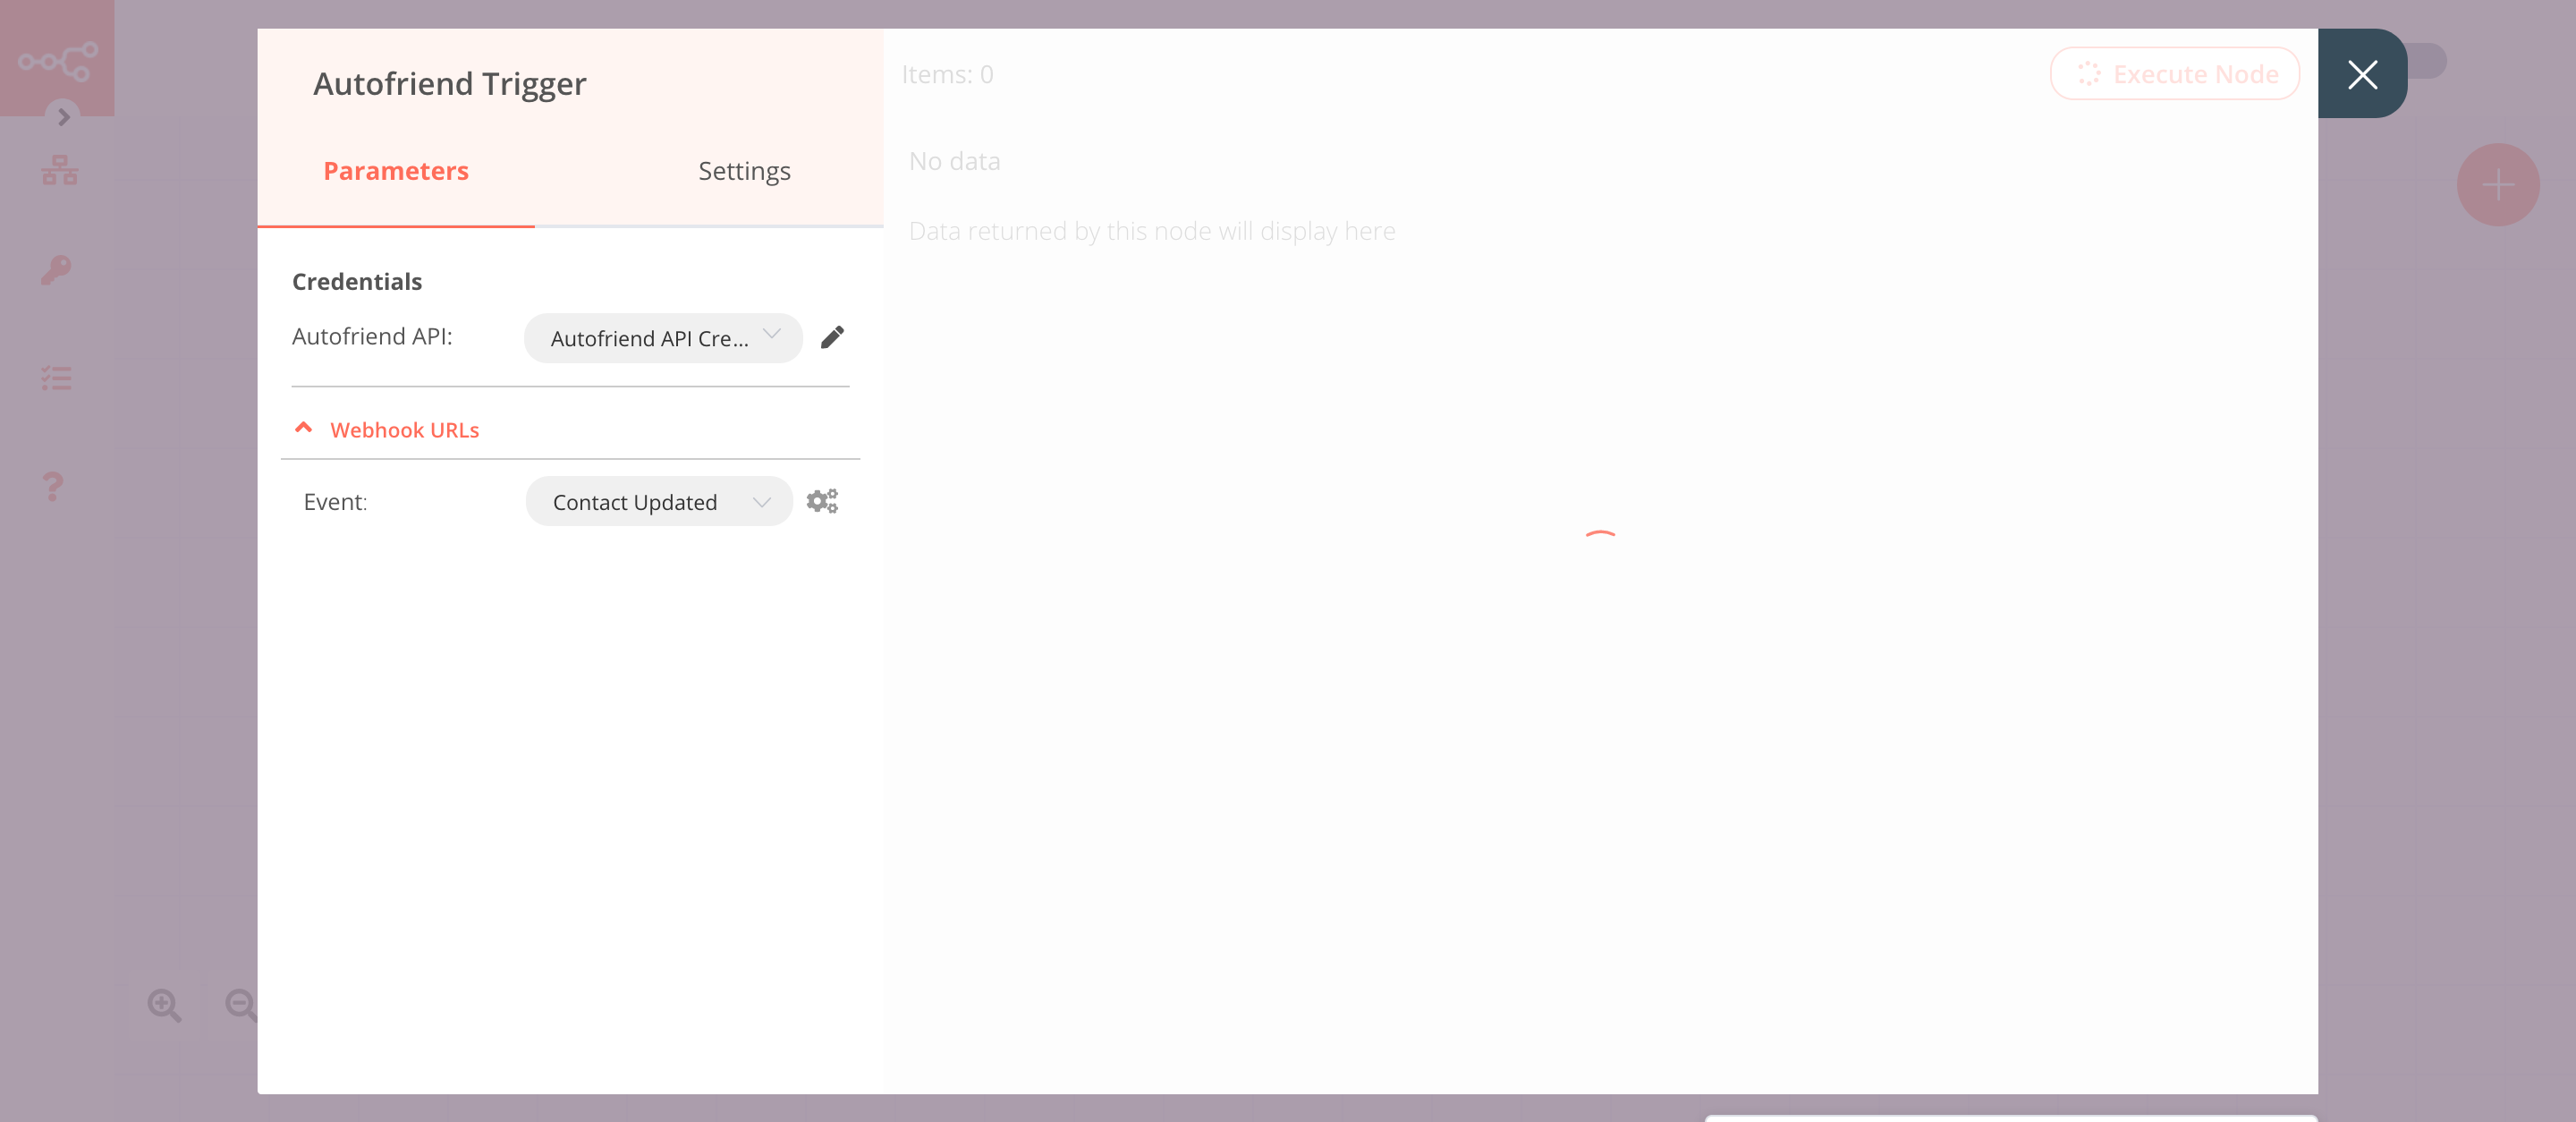 Autofriend Trigger
Parameters
Settings
Credentials
Autofriend API:
Autofriend API Cre...
Webhook URLs
Event:
Contact Updated
Items: 0
Execute Node
No data
Data returned by this node will display here